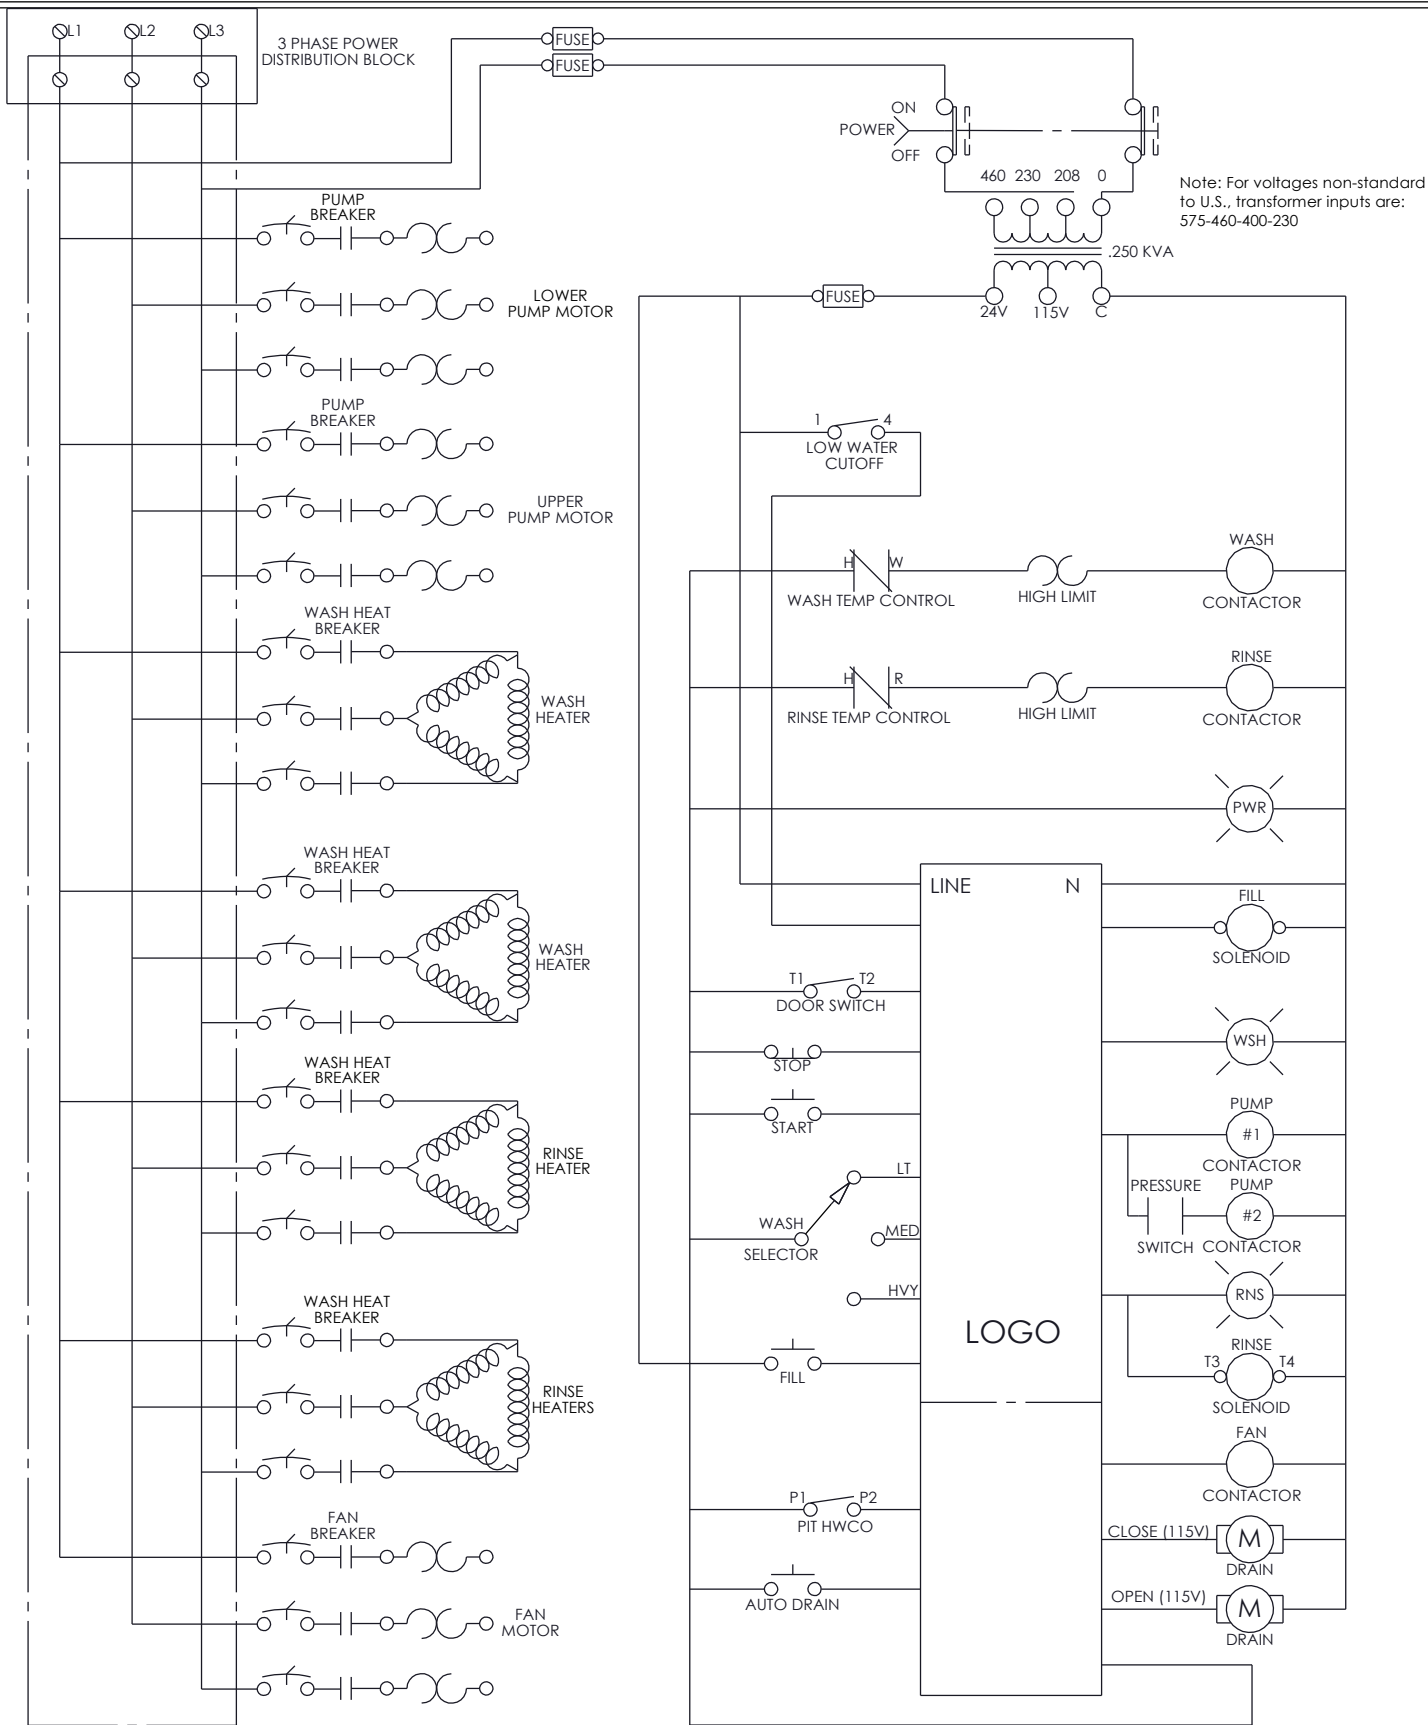 L1
L2
L3
3 PHASE POWER
DISTRIBUTION BLOCK
FUSE
FUSE
ON
POWER
OFF
460 230 208 0
Note: For voltages non-standard
to U.S., transformer inputs are:
575-460-400-230
.250 KVA
FUSE
24V
115V
C
PUMP
BREAKER
LOWER
PUMP MOTOR
PUMP
BREAKER
UPPER
PUMP MOTOR
WASH HEAT
BREAKER
WASH
HEATER
WASH HEAT
BREAKER
WASH
HEATER
WASH HEAT
BREAKER
RINSE
HEATER
WASH HEAT
BREAKER
RINSE
HEATERS
FAN
BREAKER
FAN
MOTOR
1
4
LOW WATER
CUTOFF
H
W
WASH TEMP CONTROL
HIGH LIMIT
WASH
CONTACTOR
H
R
RINSE TEMP CONTROL
HIGH LIMIT
RINSE
CONTACTOR
PWR
LINE
N
FILL
SOLENOID
T1
T2
DOOR SWITCH
WSH
STOP
START
PUMP
#1
CONTACTOR
LT
WASH
SELECTOR
MED
HVY
PRESSURE
SWITCH
PUMP
#2
CONTACTOR
RNS
LOGO
FILL
RINSE
T3
T4
SOLENOID
FAN
CONTACTOR
P1
P2
PIT HWCO
CLOSE (115V)
M
DRAIN
AUTO DRAIN
OPEN (115V)
M
DRAIN